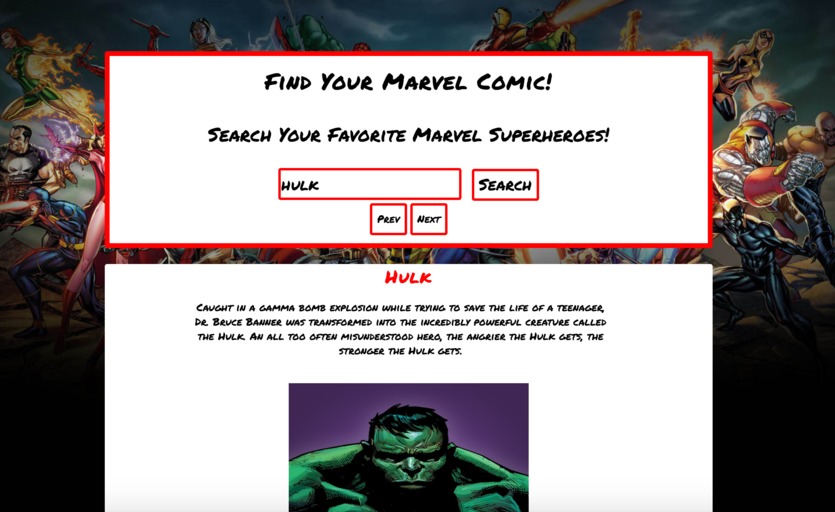 Find Your Marvel Comic!
Search Your Favorite Marvel Superheroes!
hulk
Search
Prev
Next
Hulk
Caught in a gamma bomb explosion while trying to save the life of a teenager,
Dr. Bruce Banner was transformed into the incredibly powerful creature called
the Hulk. An all too often misunderstood hero, the angrier the Hulk gets, the
stronger the Hulk gets.